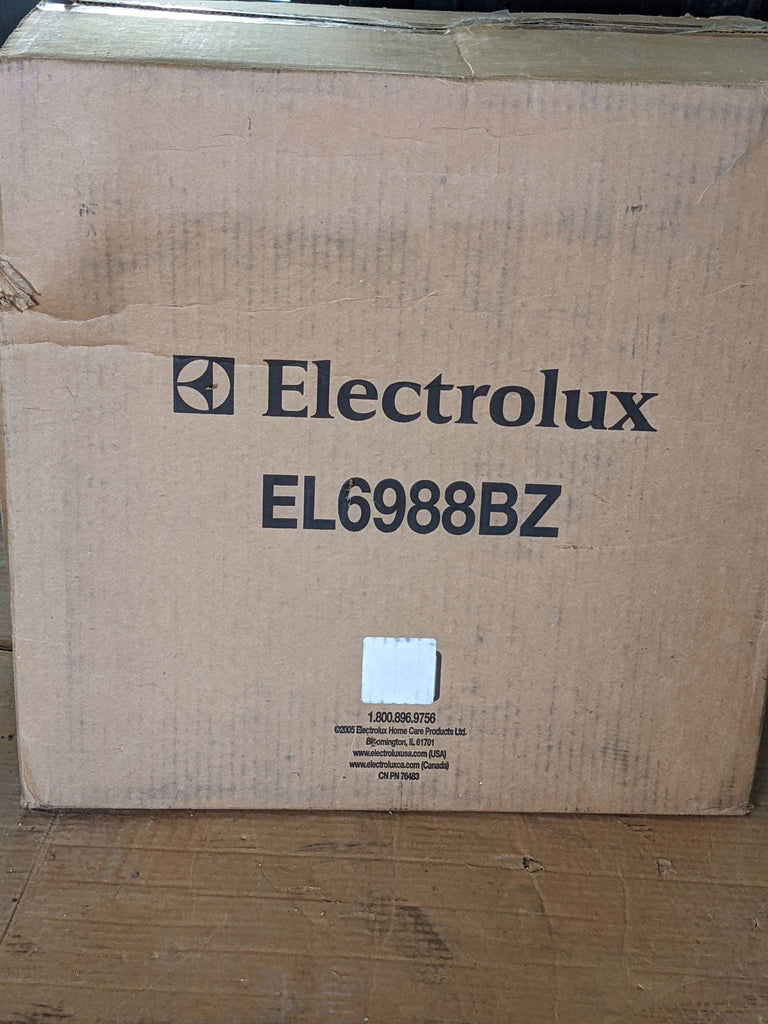 Electrolux
EL6988BZ
1.800.896.9756
©2005 Electrolux Home Care Products Ltd.
Bloomington, IL 61701
www.electroluxusa.com (USA)
www.electroluxca.com (Canada)
CN PN 76483